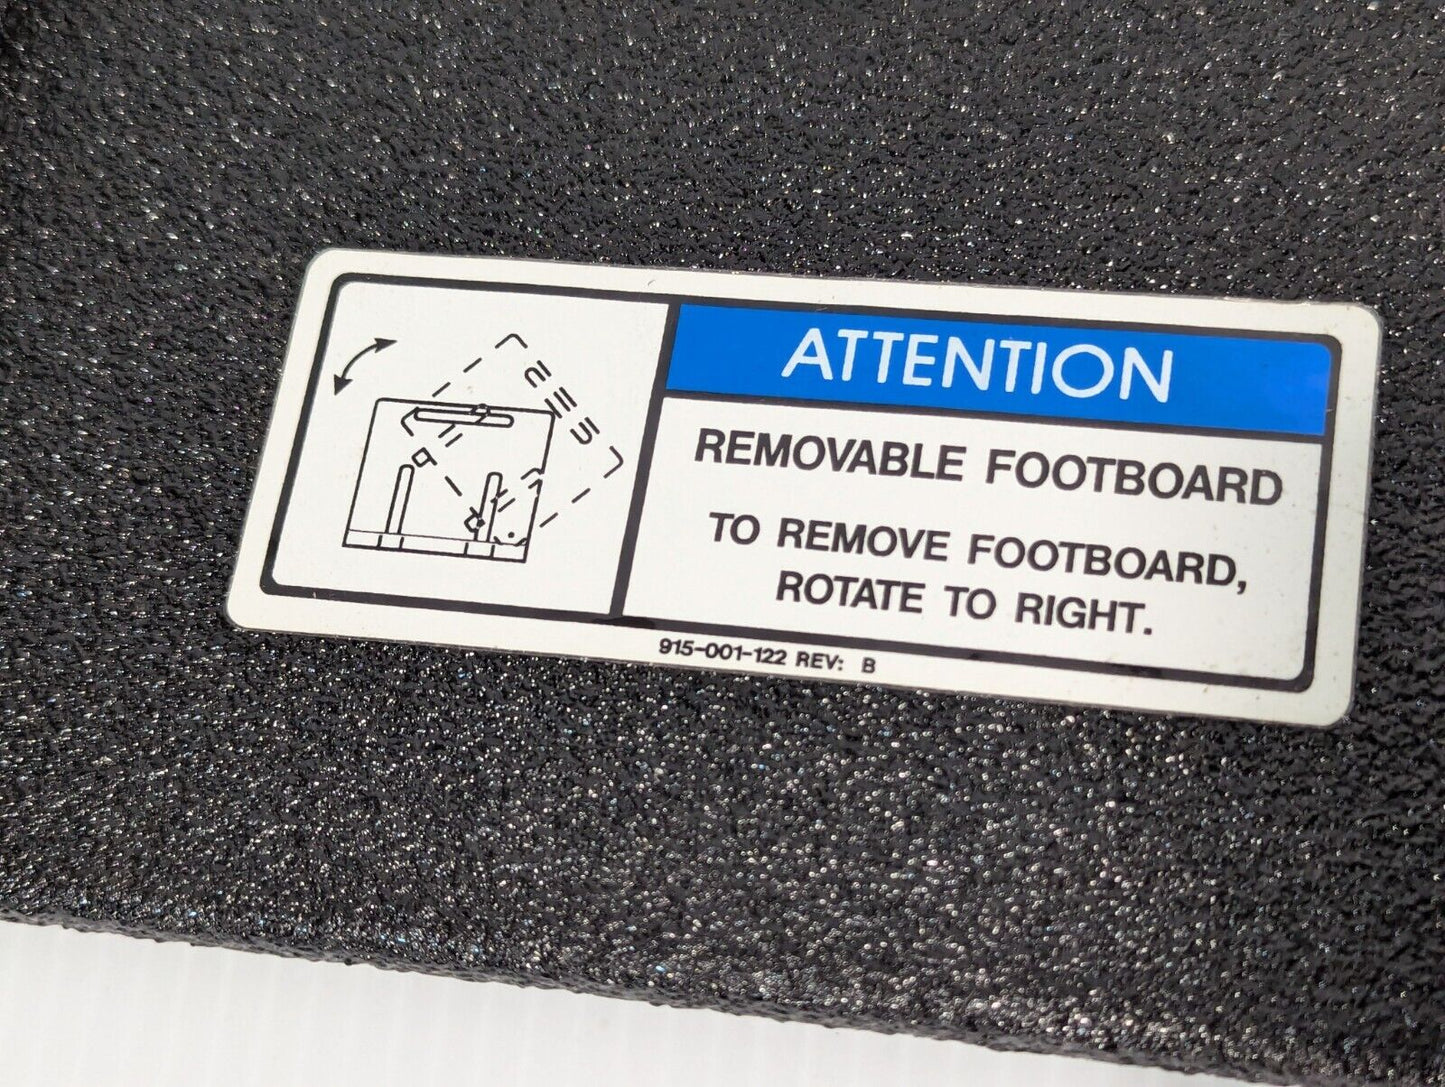 ATTENTION
REMOVABLE FOOTBOARD
TO REMOVE FOOTBOARD,
ROTATE TO RIGHT.
915-001-122 REV: B